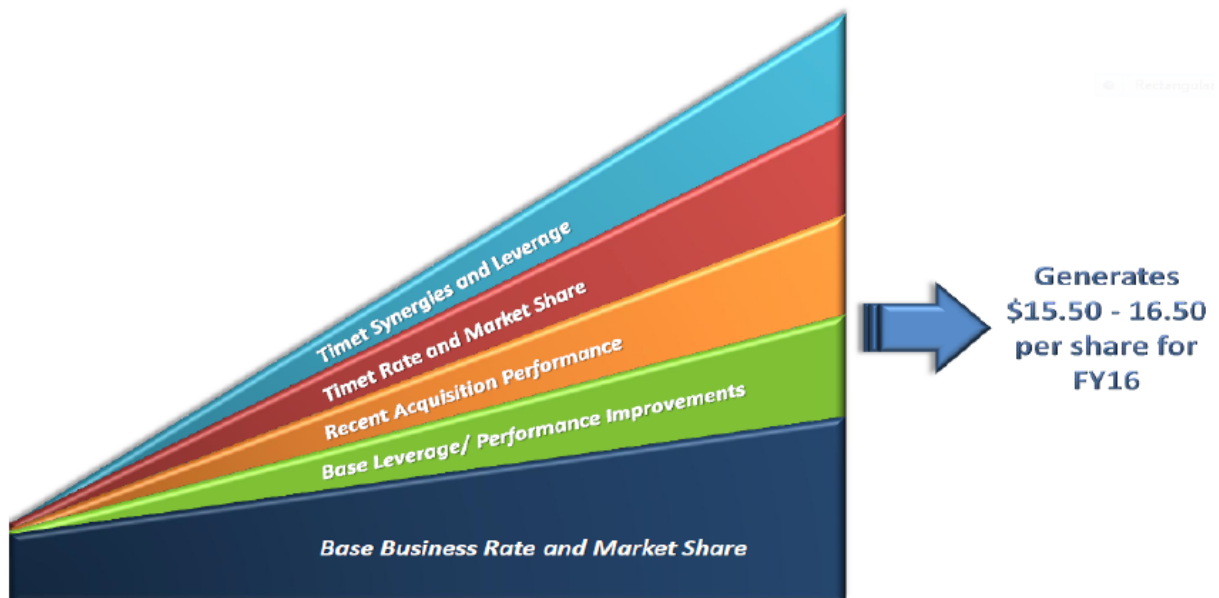 Rectangular
Timet Synergies and Leverage
Timet Rate and Market Share
Recent Acquisition Performance
Base Leverage/ Performance Improvements
Base Business Rate and Market Share
Generates
$15.50 - 16.50
per share for
FY16